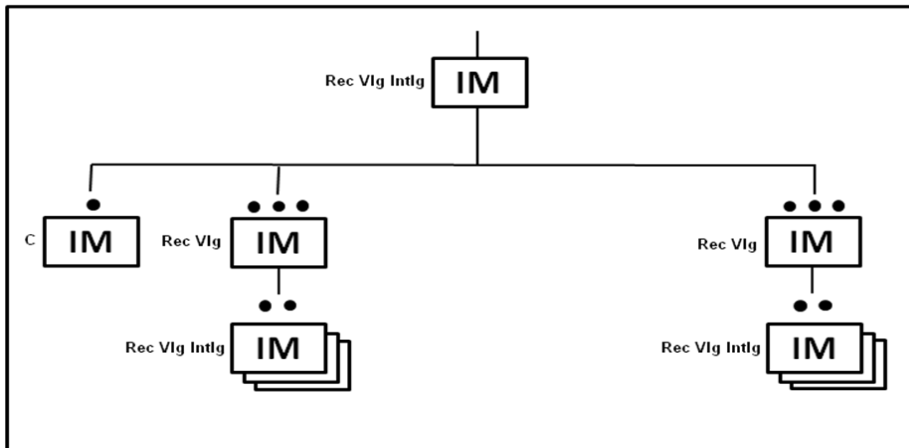 Rec Vlg Intlg IM
C IM Rec Vlg IM Rec Vlg IM
Rec Vlg Intlg IM Rec Vlg Intlg IM